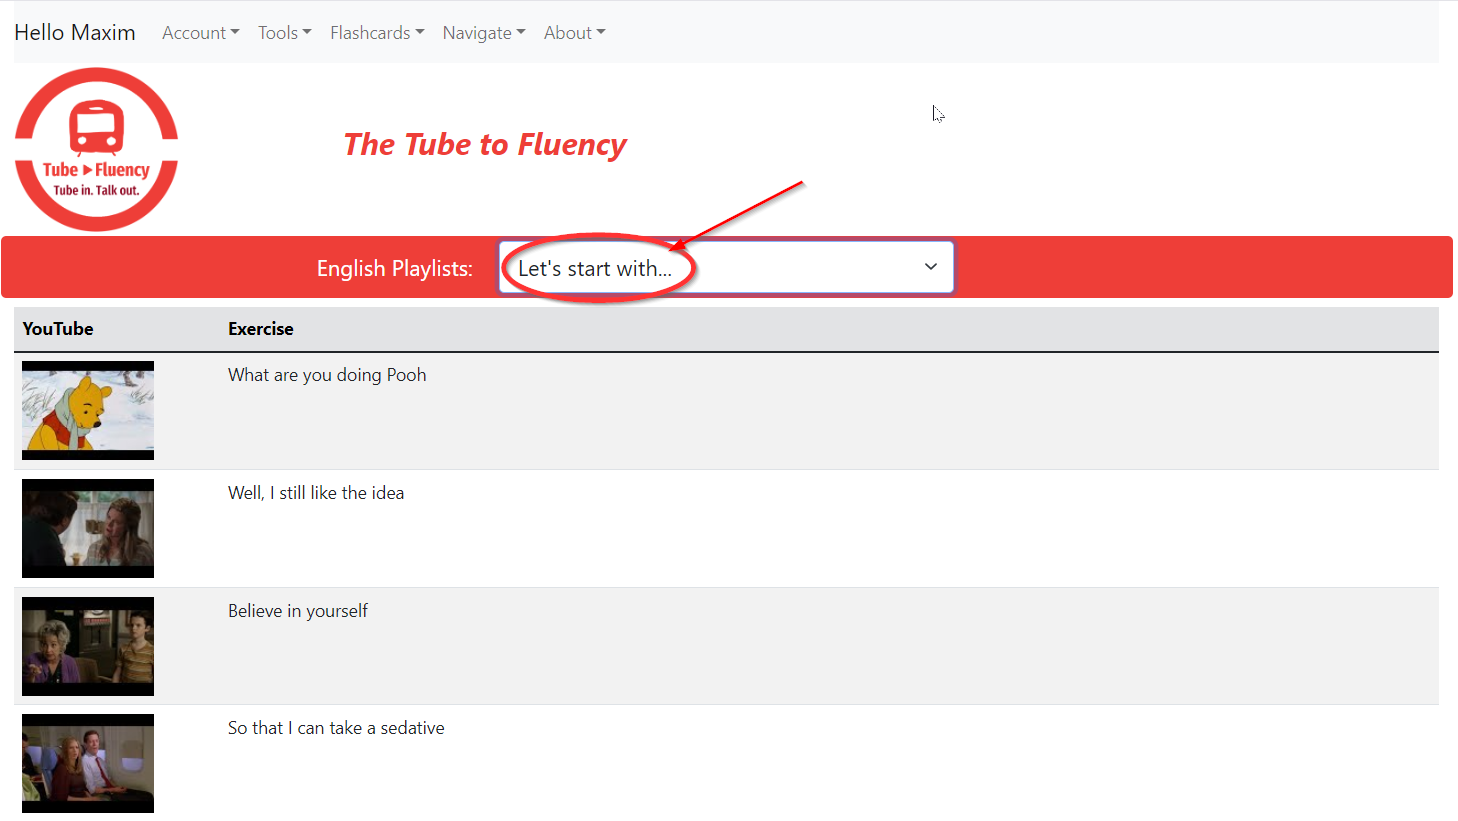 Hello Maxim Account Tools Flashcards Navigate About
Tube ▶ Fluency
Tube in. Talk out.
The Tube to Fluency
English Playlists: Let's start with...
YouTube Exercise
What are you doing Pooh
Well, I still like the idea
Believe in yourself
So that I can take a sedative